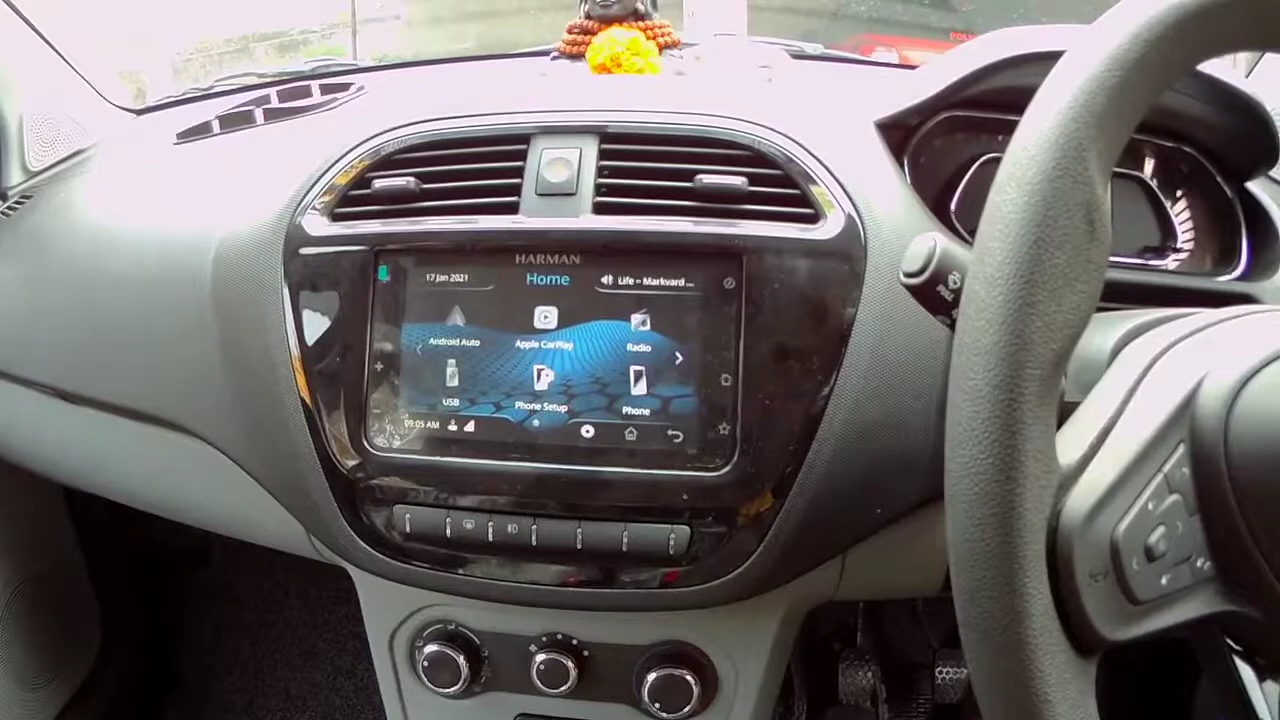 HARMAN
17 Jan 2021
Home
Life - Markvard ...
Android Auto
Apple CarPlay
Radio
USB
Phone Setup
Phone
09:05 AM
PULL